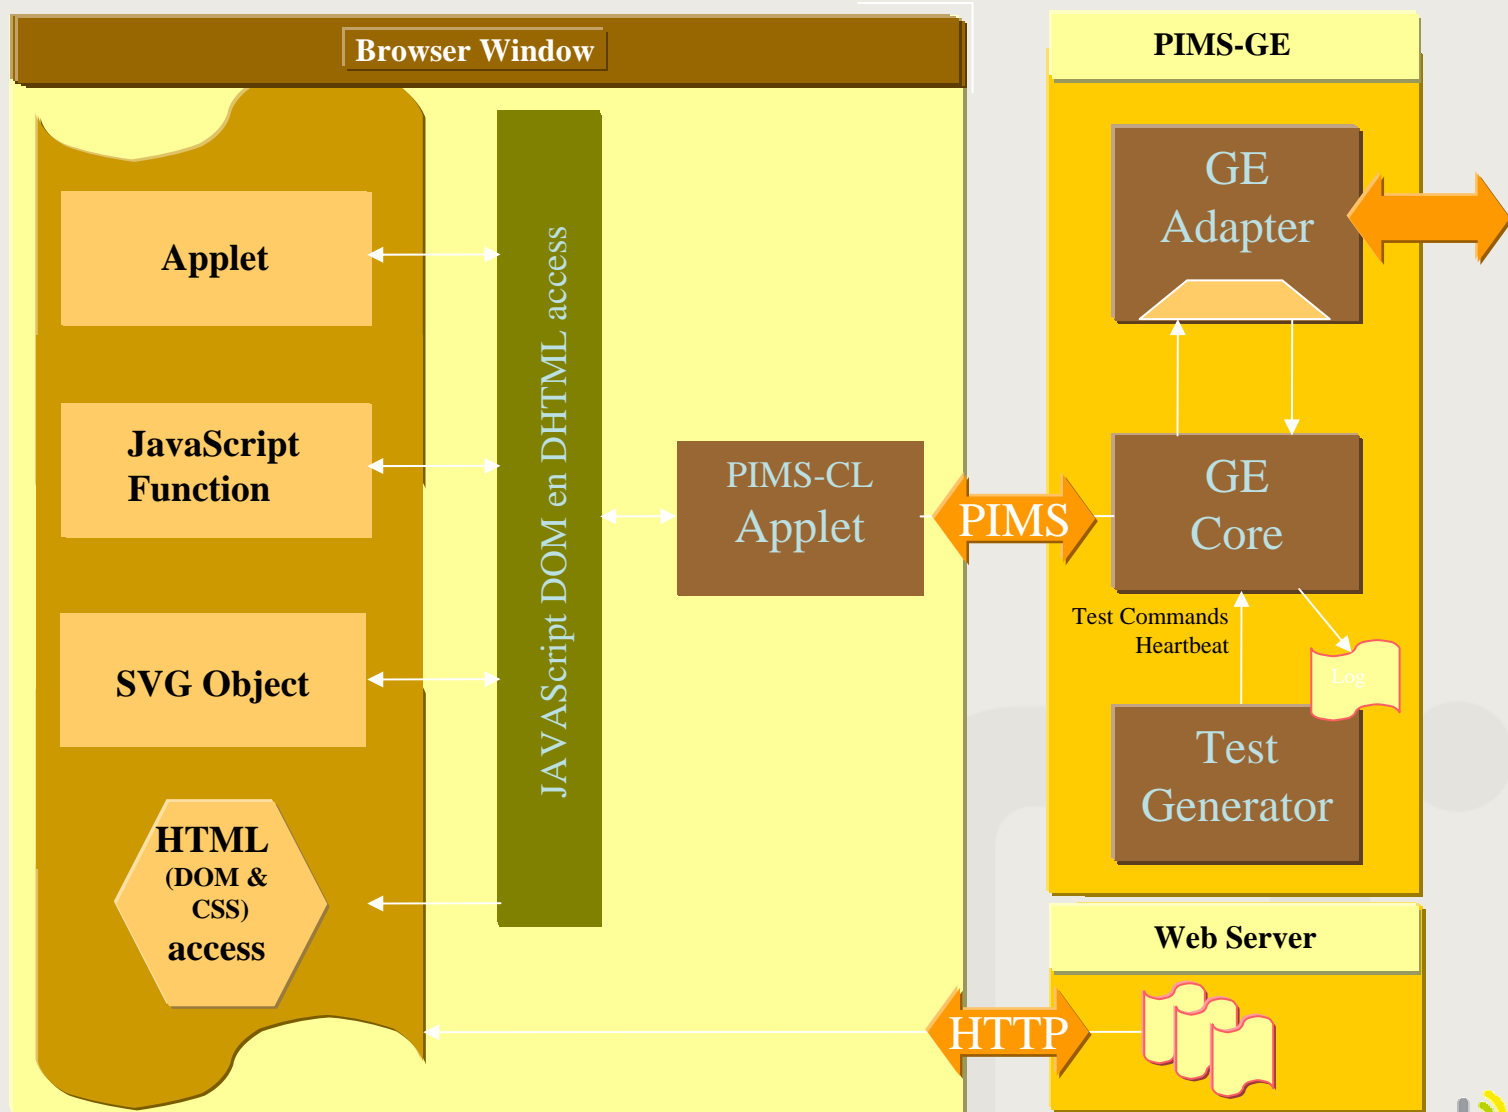 Browser Window
Applet
JavaScript
Function
SVG Object
HTML
(DOM &
CSS)
access
JAVAScript DOM en DHTML access
PIMS-CL
Applet
PIMS
HTTP
PIMS-GE
GE
Adapter
GE
Core
Test Commands
Heartbeat
Log
Test
Generator
Web Server